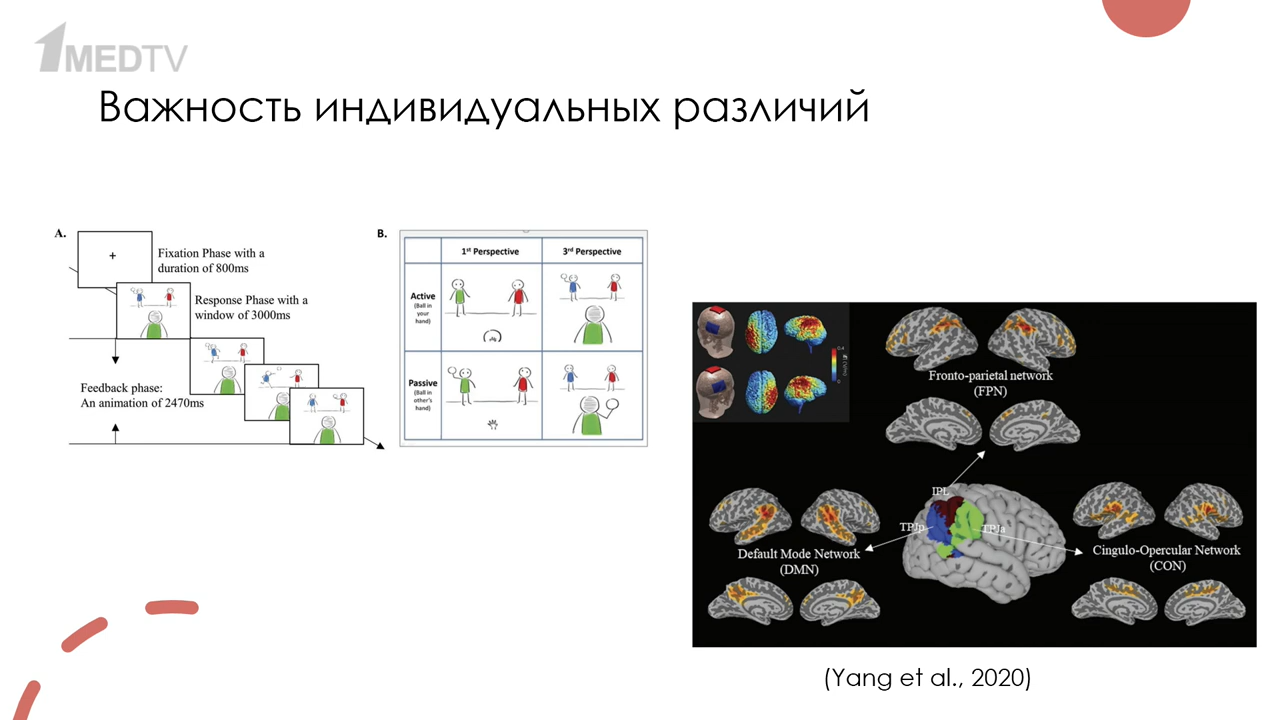 1MEDTV
Важность индивидуальных различий
A.
+
Fixation Phase with a
duration of 800ms
Response Phase with a
window of 3000ms
Feedback phase:
An animation of 2470ms
B.
1st Perspective
3rd Perspective
Active
(Ball in
your
hand)
Passive
(Ball in
other's
hand)
Fronto-parietal network
(FPN)
IPL
TPJp
TPJa
Default Mode Network
(DMN)
Cingulo-Opercular Network
(CON)
(Yang et al., 2020)